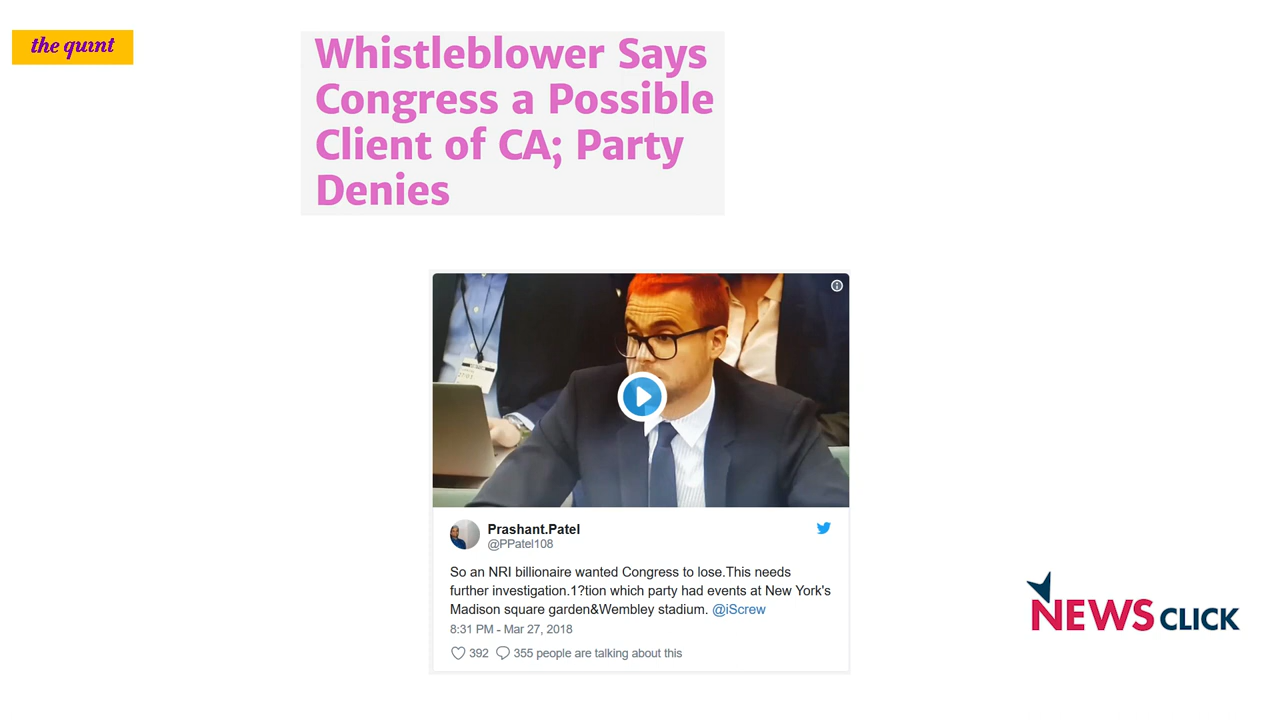 the quint
Whistleblower Says
Congress a Possible
Client of CA; Party
Denies
Prashant.Patel
@PPatel108
So an NRI billionaire wanted Congress to lose.This needs
further investigation.1?tion which party had events at New York's
Madison square garden&Wembley stadium. @iScrew
8:31 PM - Mar 27, 2018
392 355 people are talking about this
NEWS CLICK